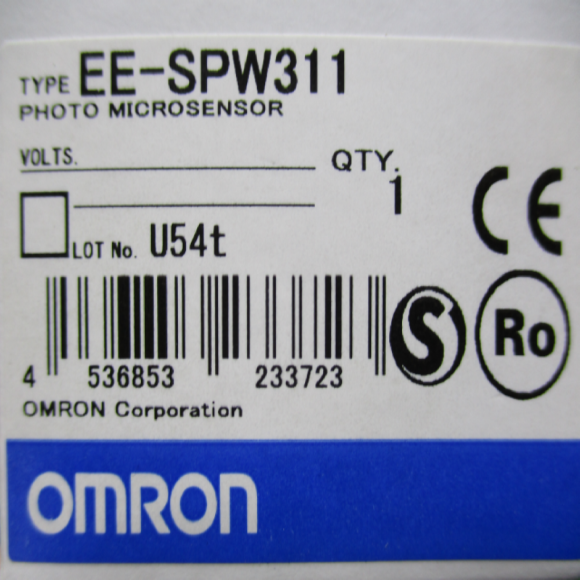 TYPE EE-SPW311
PHOTO MICROSENSOR
VOLTS. QTY.
1
LOT No. U54t
CE
S
Ro
4 536853 233723
OMRON Corporation
OMRON